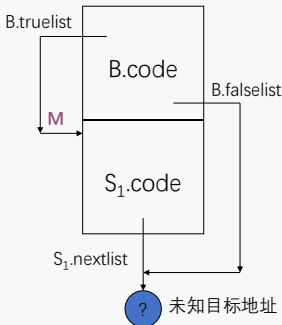 B.truelist
B.code
B.falselist
M
S₁.code
S₁.nextlist
?
未知目标地址